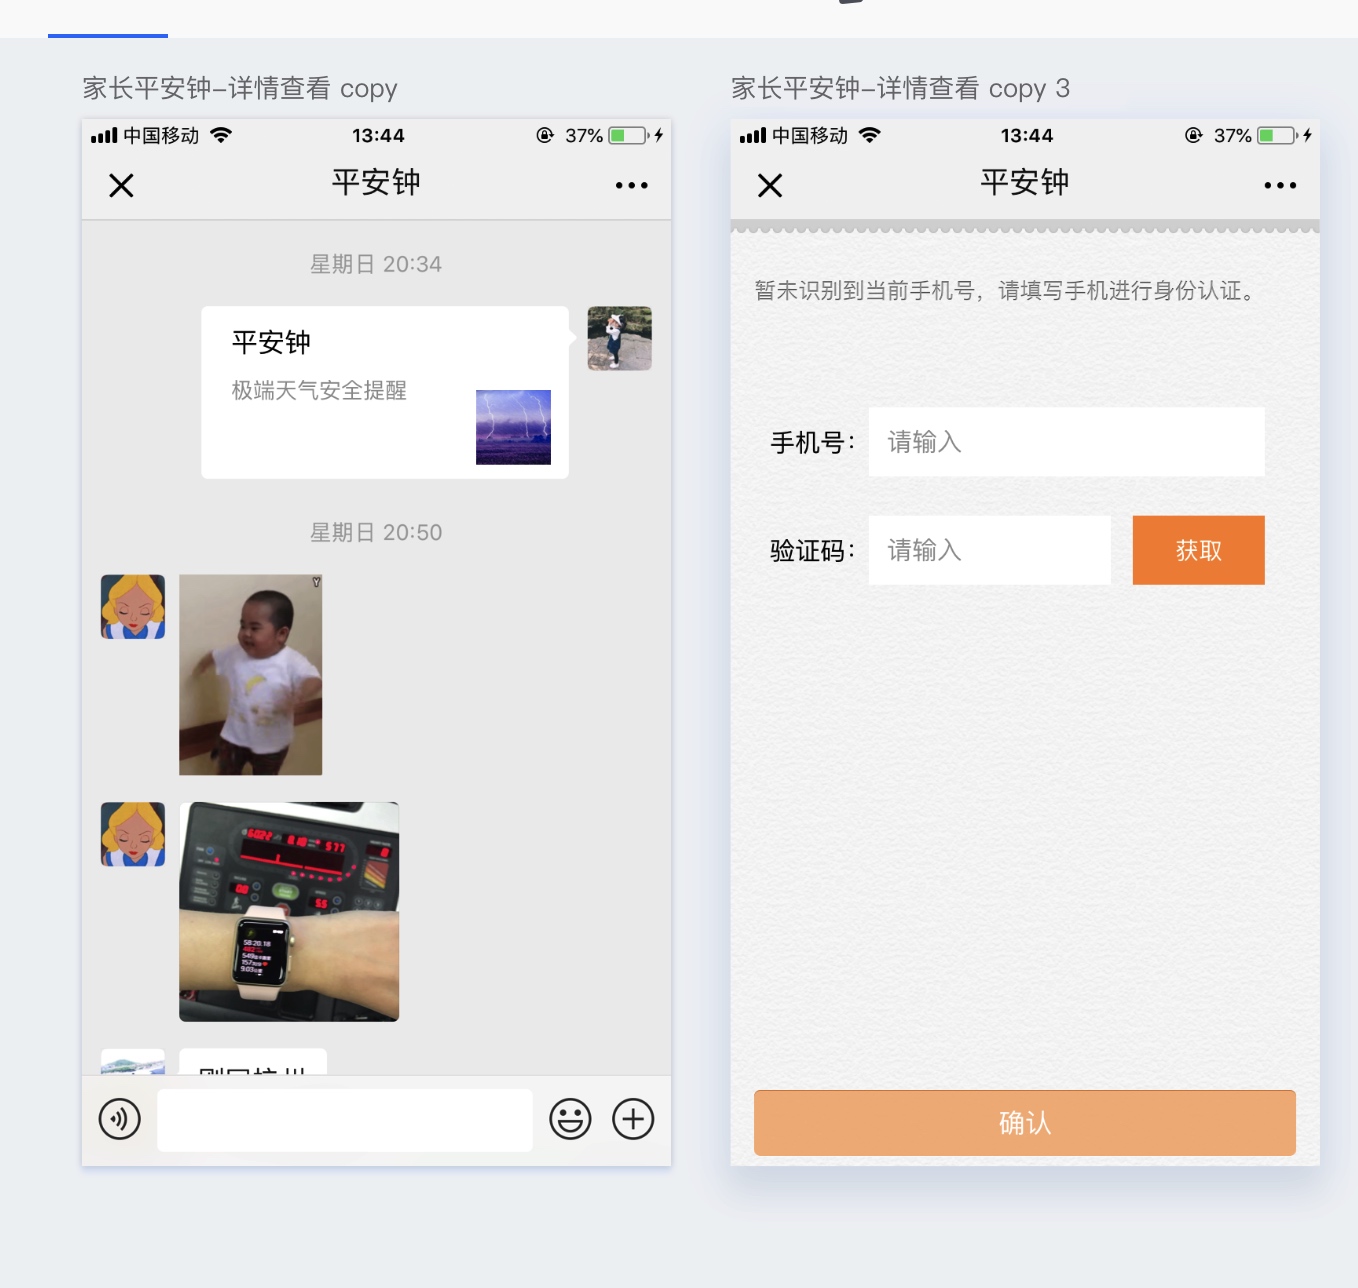 家长平安钟–详情查看 copy
中国移动 13:44 37%
平安钟
星期日 20:34
平安钟
极端天气安全提醒
星期日 20:50
Y
家长平安钟–详情查看 copy 3
中国移动 13:44 37%
平安钟
暂未识别到当前手机号，请填写手机进行身份认证。
手机号：请输入
验证码：请输入 获取
确认